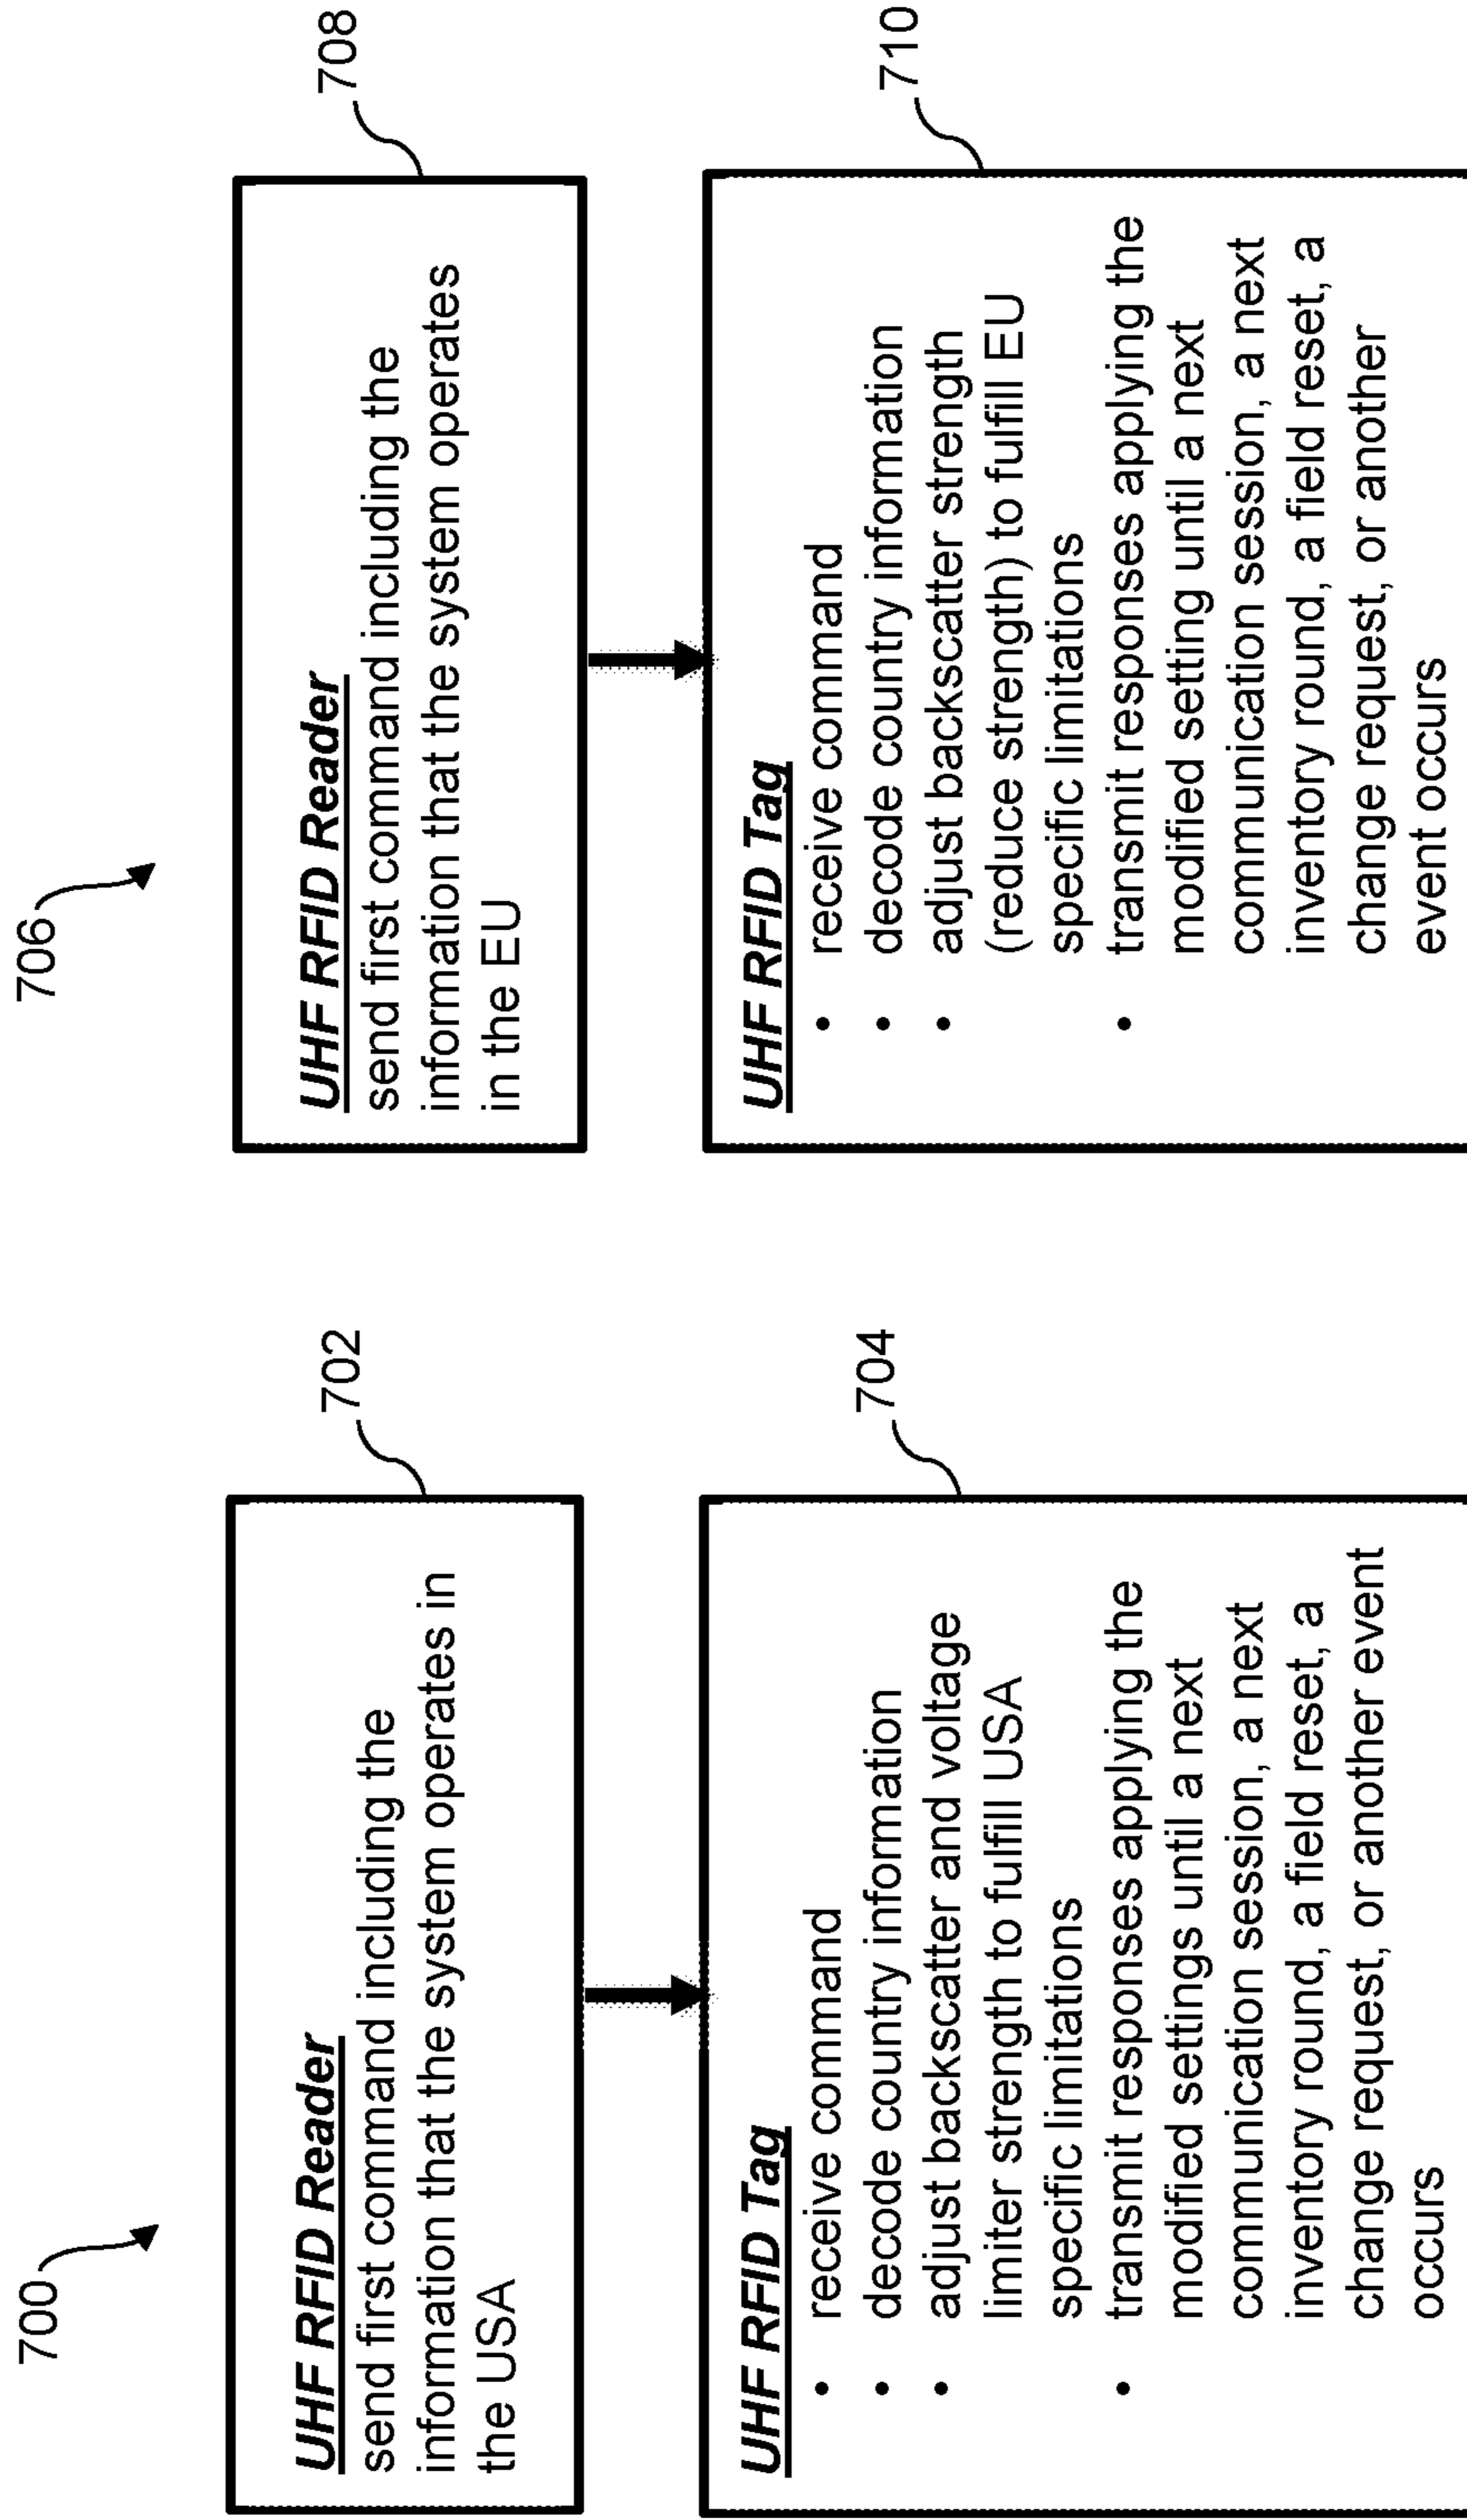 700
UHF RFID Reader
send first command including the
information that the system operates in
the USA
702
UHF RFID Tag
• receive command
• decode country information
• adjust backscatter and voltage
limiter strength to fulfill USA
specific limitations
• transmit responses applying the
modified settings until a next
communication session, a next
inventory round, a field reset, a
change request, or another event
occurs
704
706
UHF RFID Reader
send first command including the
information that the system operates
in the EU
708
UHF RFID Tag
• receive command
• decode country information
• adjust backscatter strength
(reduce strength) to fulfill EU
specific limitations
• transmit responses applying the
modified setting until a next
communication session, a next
inventory round, a field reset, a
change request, or another
event occurs
710